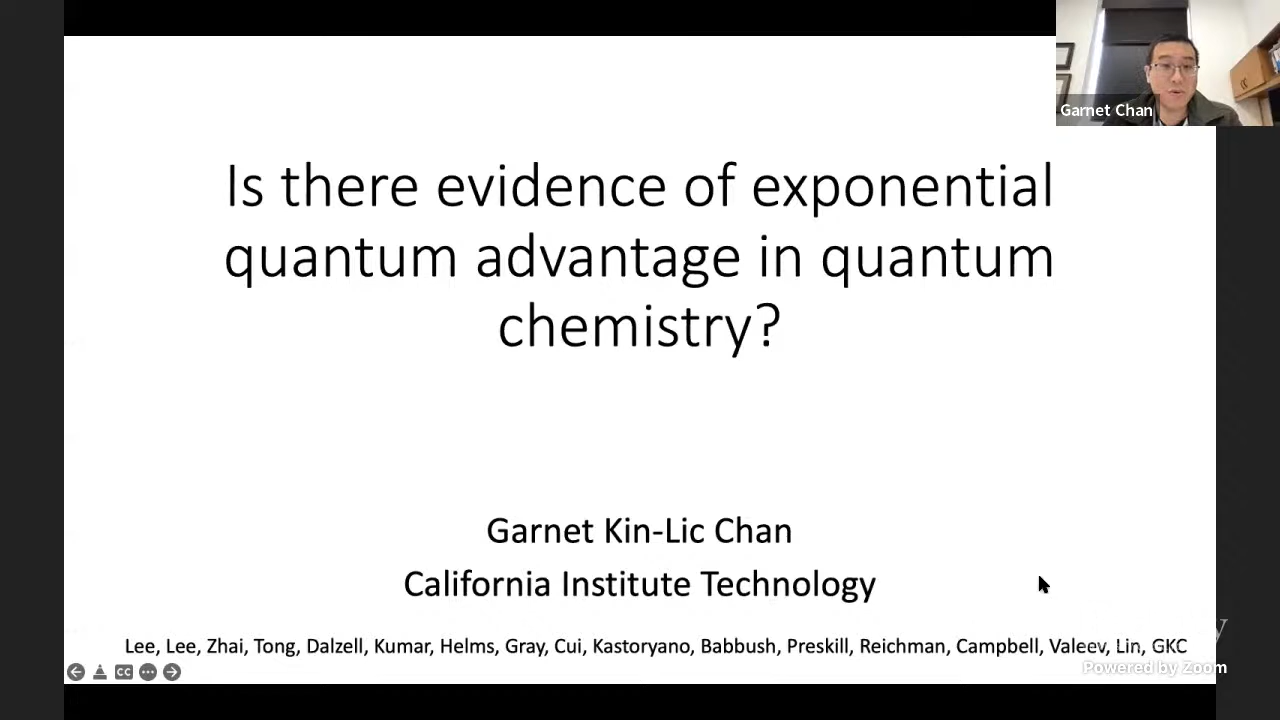 Garnet Chan
Is there evidence of exponential
quantum advantage in quantum
chemistry?
Garnet Kin-Lic Chan
California Institute Technology
Lee, Lee, Zhai, Tong, Dalzell, Kumar, Helms, Gray, Cui, Kastoryano, Babbush, Preskill, Reichman, Campbell, Valeev, Lin, GKC
CC
Powered by Zoom